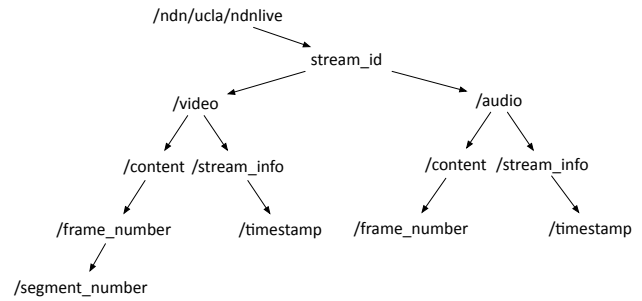 /ndn/ucla/ndnlive
stream_id
/video
/audio
/content /stream_info
/content /stream_info
/frame_number
/timestamp
/frame_number
/timestamp
/segment_number